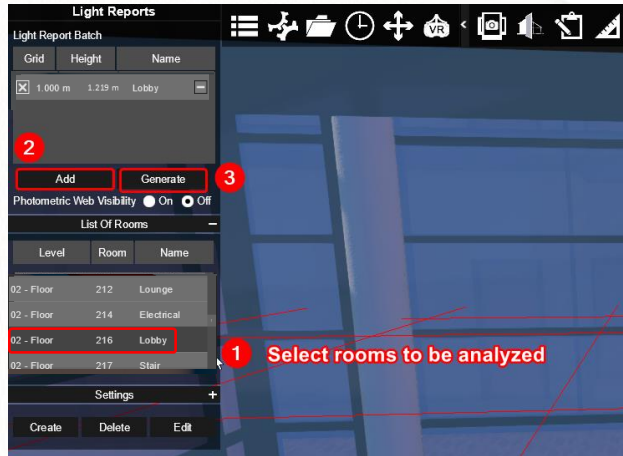 Light Reports
Light Report Batch
Grid Height Name
1.000 m 1.219 m Lobby
2
Add Generate
3
Photometric Web Visibility On Off
List Of Rooms
Level Room Name
02 - Floor 212 Lounge
02 - Floor 214 Electrical
02 - Floor 216 Lobby
02 - Floor 217 Stair
1 Select rooms to be analyzed
Settings +
Create Delete Edit
VR